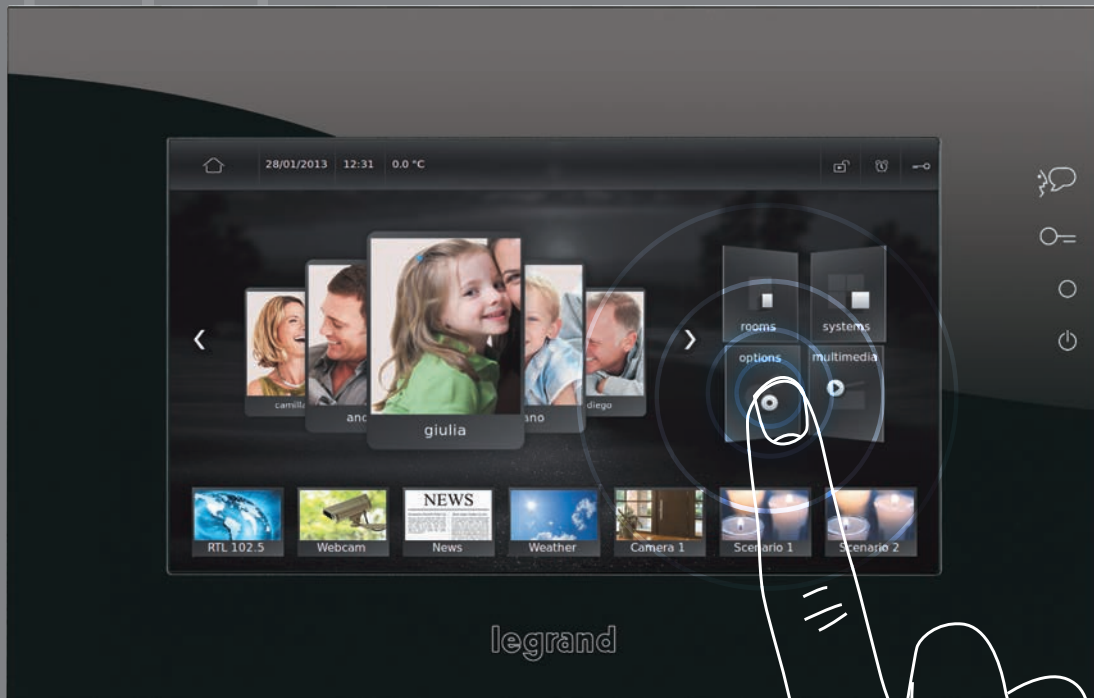 28/01/2013 12:31 0.0 °C
rooms systems
options multimedia
camilla
diego
giulia
NEWS
RTL 102.5 Webcam News Weather Camera 1 Scenario 1 Scenario 2
legrand